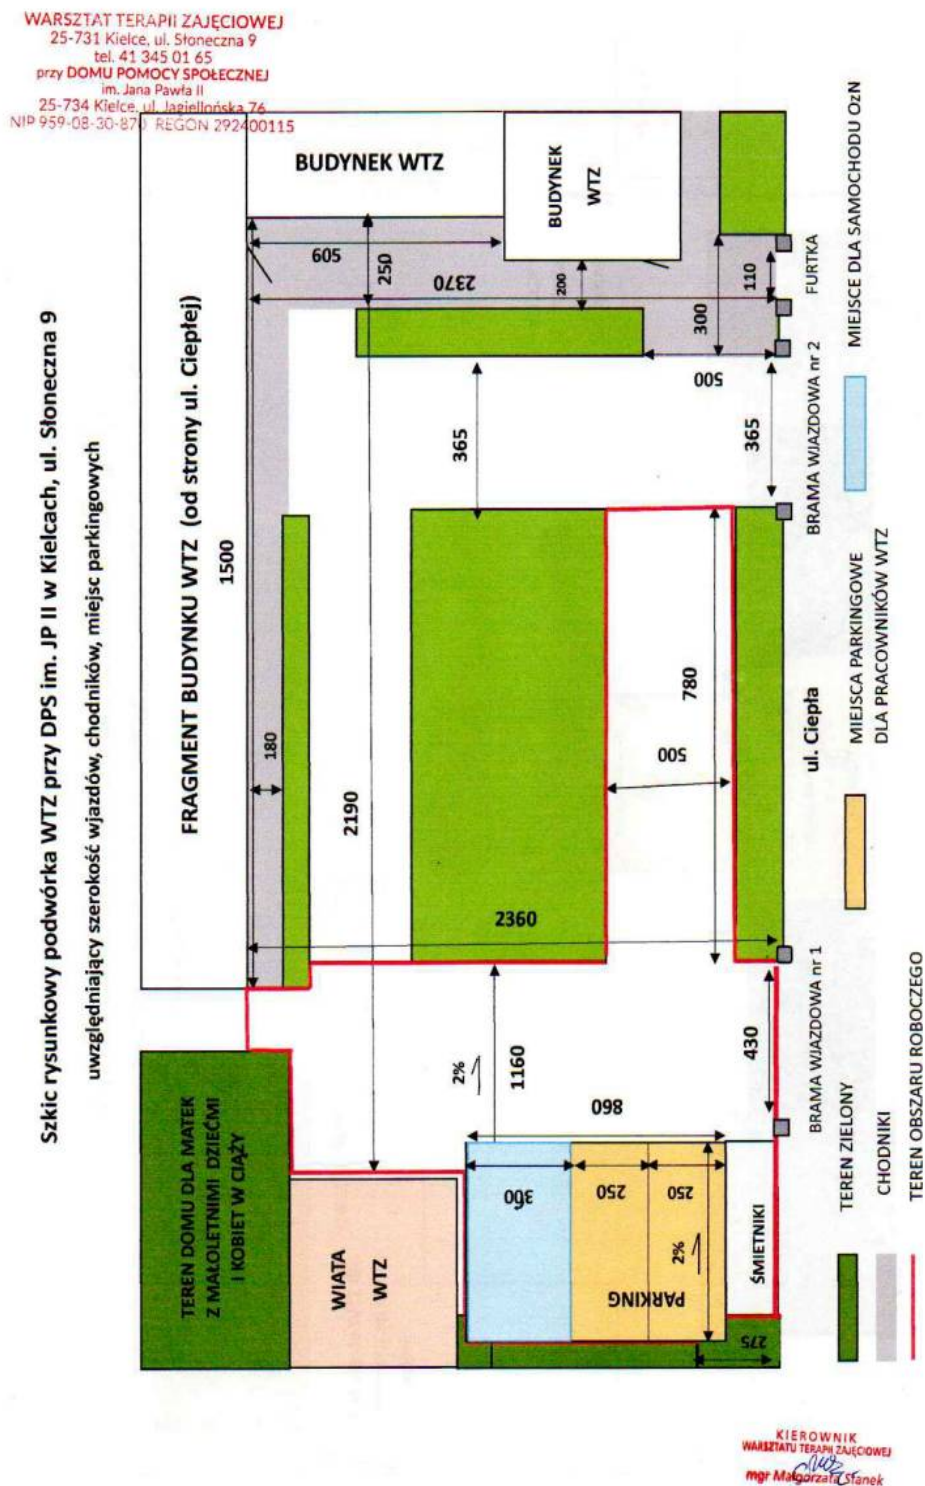 WARSZTAT TERAPII ZAJĘCIOWEJ
25-731 Kielce, ul. Słoneczna 9
tel. 41 345 01 65
przy DOMU POMOCY SPOŁECZNEJ
im. Jana Pawła II
25-734 Kielce, ul. Jagiellońska 76
NIP 959-08-30-870 REGON 292400115
Szkic rysunkowy podwórka WTZ przy DPS im. JP II w Kielcach, ul. Słoneczna 9
uwzględniający szerokość wjazdów, chodników, miejsc parkingowych
FRAGMENT BUDYNKU WTZ (od strony ul. Ciepłej)
1500
BUDYNEK WTZ
BUDYNEK
WTZ
609
250
2370
200
300
110
500
365
365
180
2190
780
500
2360
1160
2%
430
860
300
250
250
2%
275
TEREN DOMU DLA MATEK
Z MAŁOLETNIMI DZIEĆMI
I KOBIET W CIĄŻY
WIATA
WTZ
PARKING
ŚMIETNIKI
BRAMA WJAZDOWA nr 1
ul. Ciepła
BRAMA WJAZDOWA nr 2
FURTKA
TEREN ZIELONY
CHODNIKI
TEREN OBSZARU ROBOCZEGO
MIEJSCA PARKINGOWE
DLA PRACOWNIKÓW WTZ
MIEJSCE DLA SAMOCHODU OzN
KIEROWNIK
WARSZTATU TERAPII ZAJĘCIOWEJ
mgr Małgorzata Stanek